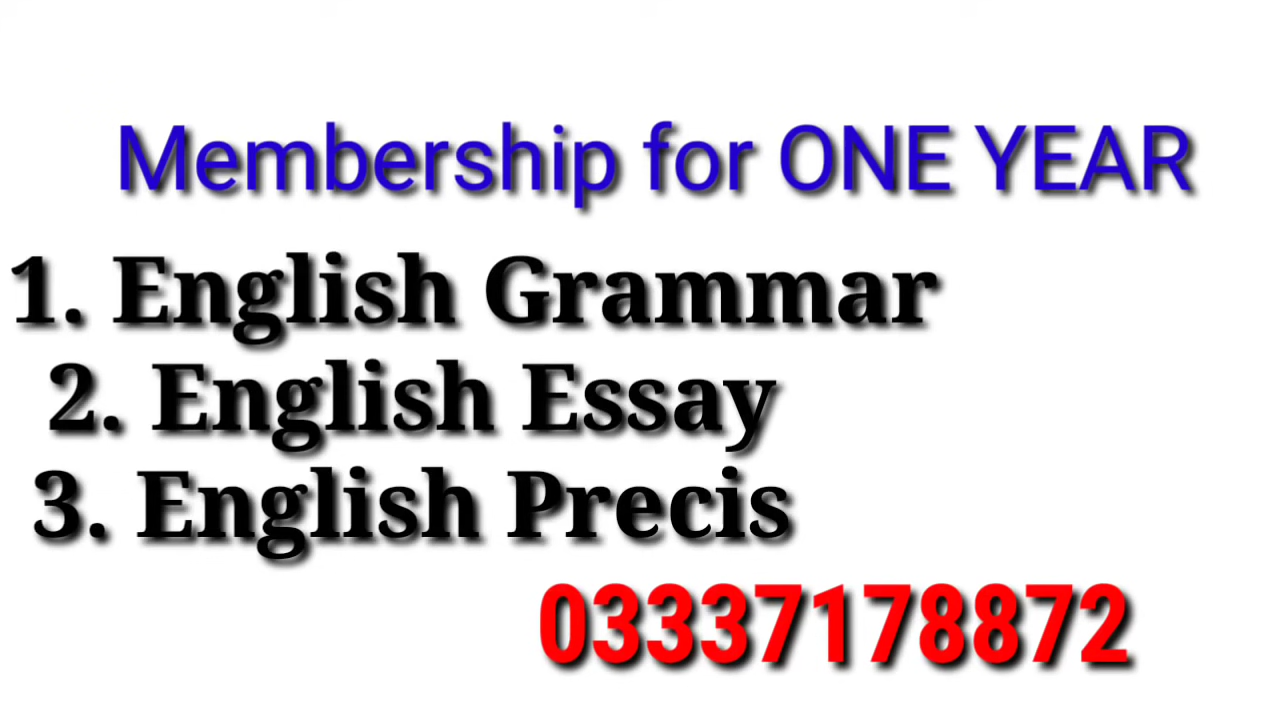 Membership for ONE YEAR
1. English Grammar
2. English Essay
3. English Precis
03337178872